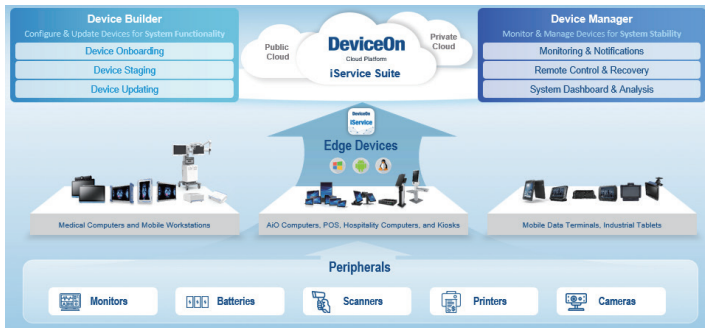 Device Builder
Configure & Update Devices for System Functionality
Device Onboarding
Device Staging
Device Updating
Public
Cloud
DeviceOn
Cloud Platform
iService Suite
Private
Cloud
Device Manager
Monitor & Manage Devices for System Stability
Monitoring & Notifications
Remote Control & Recovery
System Dashboard & Analysis
DeviceOn
iService
Edge Devices
Medical Computers and Mobile Workstations
AiO Computers, POS, Hospitality Computers, and Kiosks
Mobile Data Terminals, Industrial Tablets
Peripherals
Monitors
Batteries
Scanners
Printers
Cameras